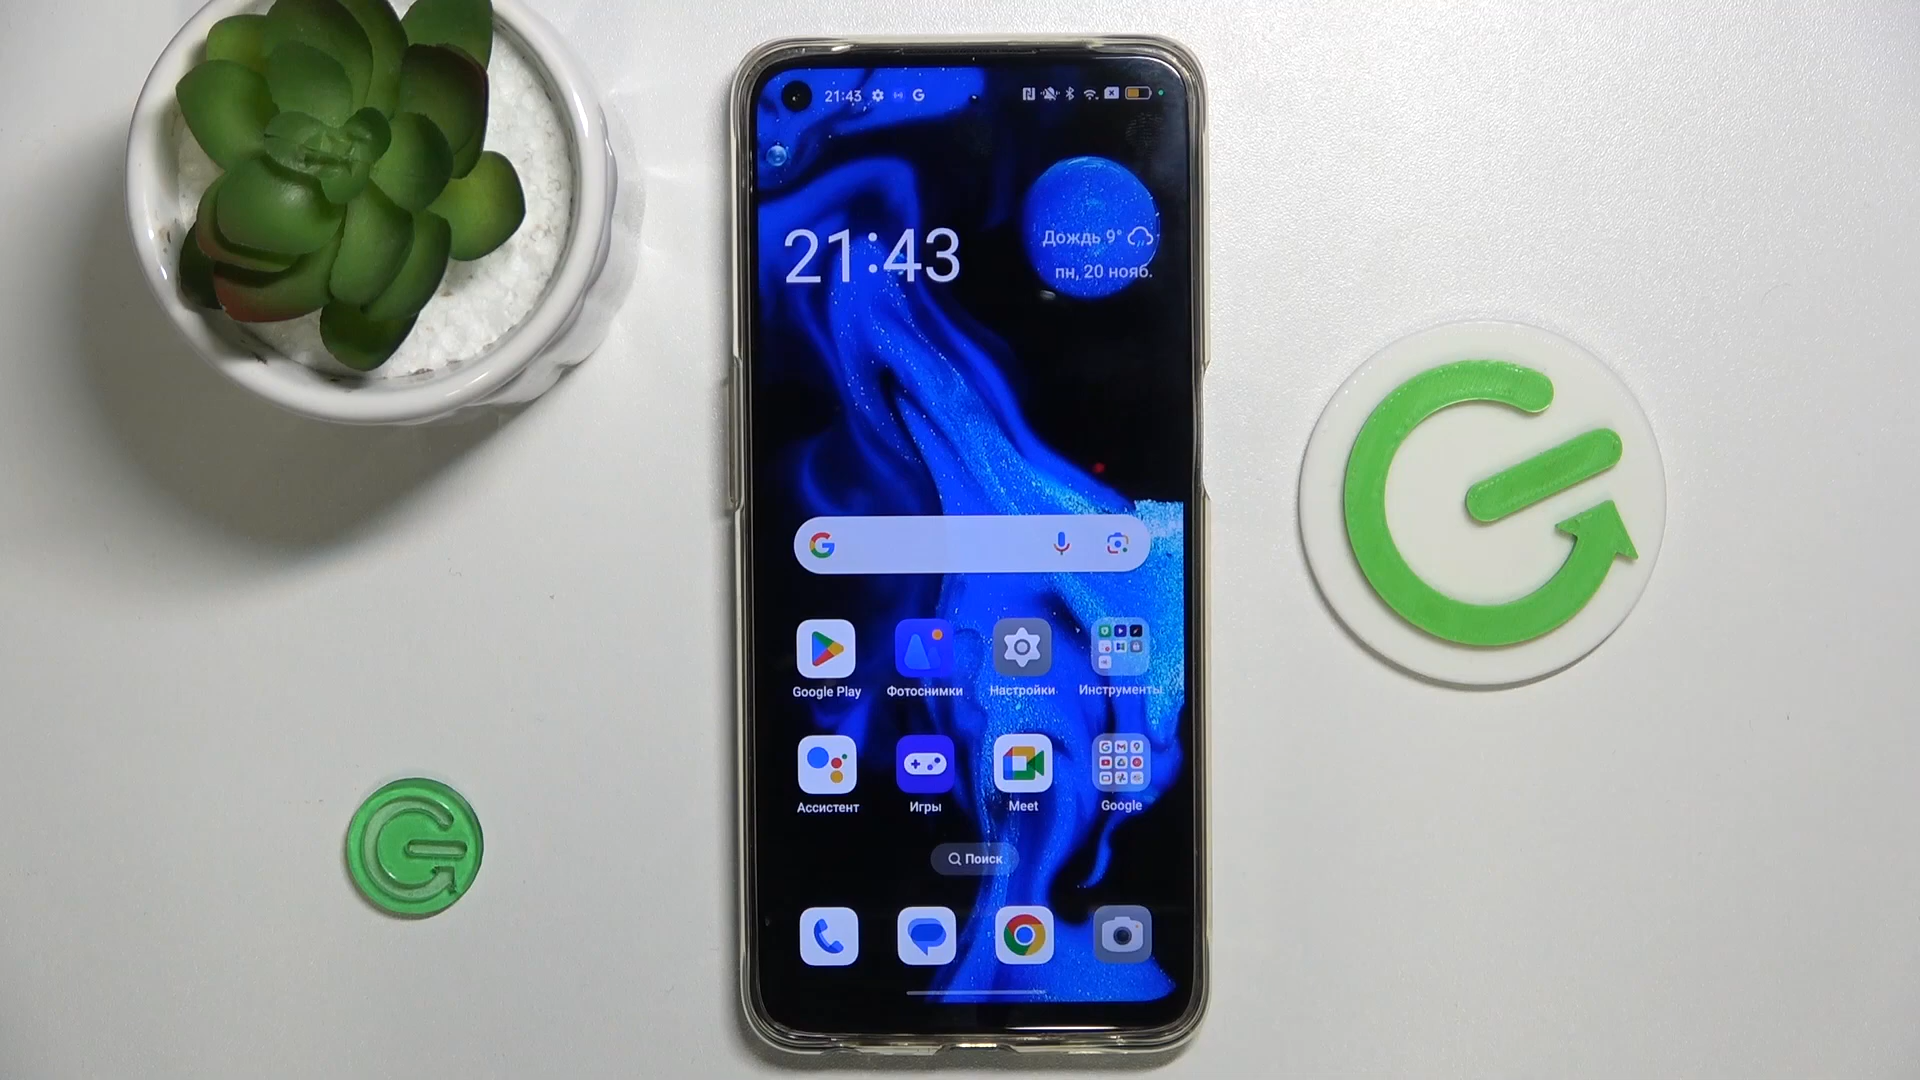 21:43
21:43
Дождь 9°
пн, 20 нояб.
Google Play
Фотоснимки
Настройки
Инструменты
Ассистент
Игры
Meet
Google
Поиск